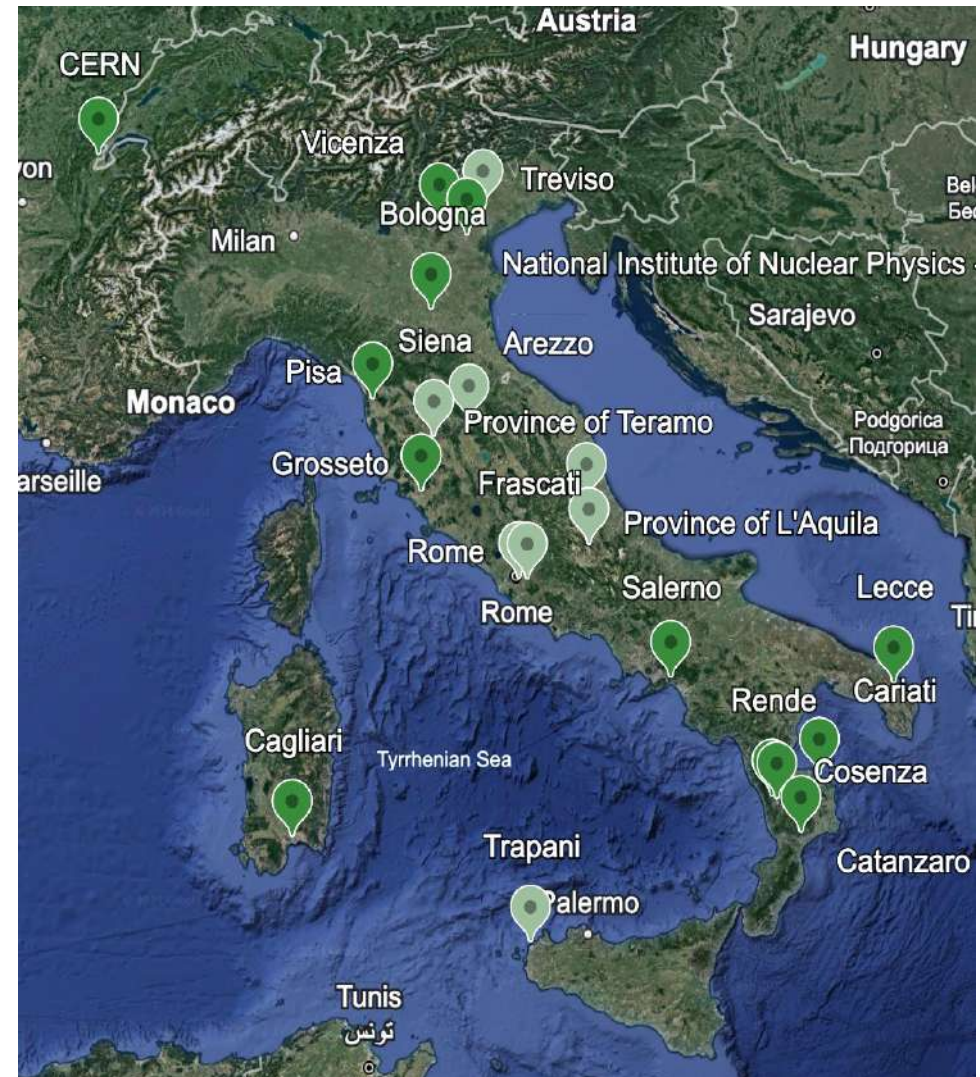 Austria
Hungary
CERN
Vicenza
yon
Treviso
Bel
Бео
Bologna
Milan
National Institute of Nuclear Physics -
Sarajevo
Siena
Arezzo
Pisa
Monaco
Podgorica
Подгорица
Province of Teramo
Grosseto
arseille
Frascati
Province of L'Aquila
Rome
Salerno
Lecce
Rome
Tir
Rende
Cariati
Cagliari
Tyrrhenian Sea
Cosenza
Trapani
Catanzaro
Palermo
Tunis
تونس